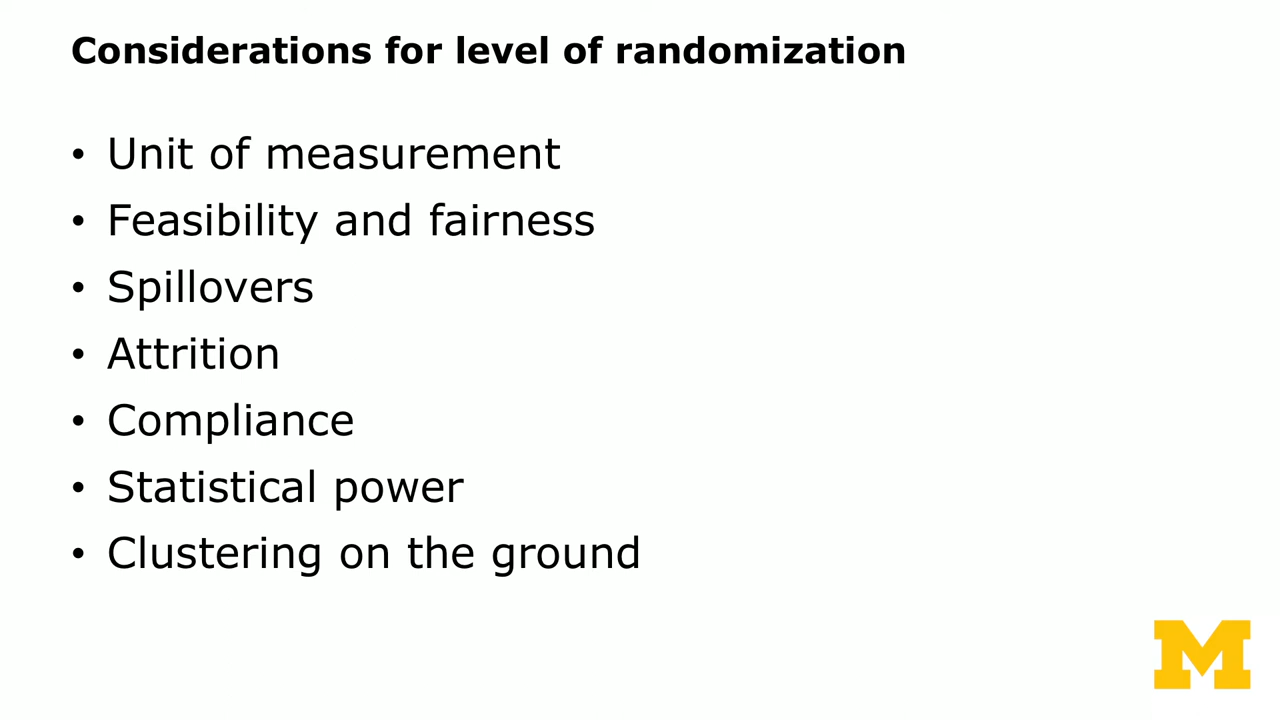 Considerations for level of randomization
• Unit of measurement
• Feasibility and fairness
• Spillovers
• Attrition
• Compliance
• Statistical power
• Clustering on the ground
M